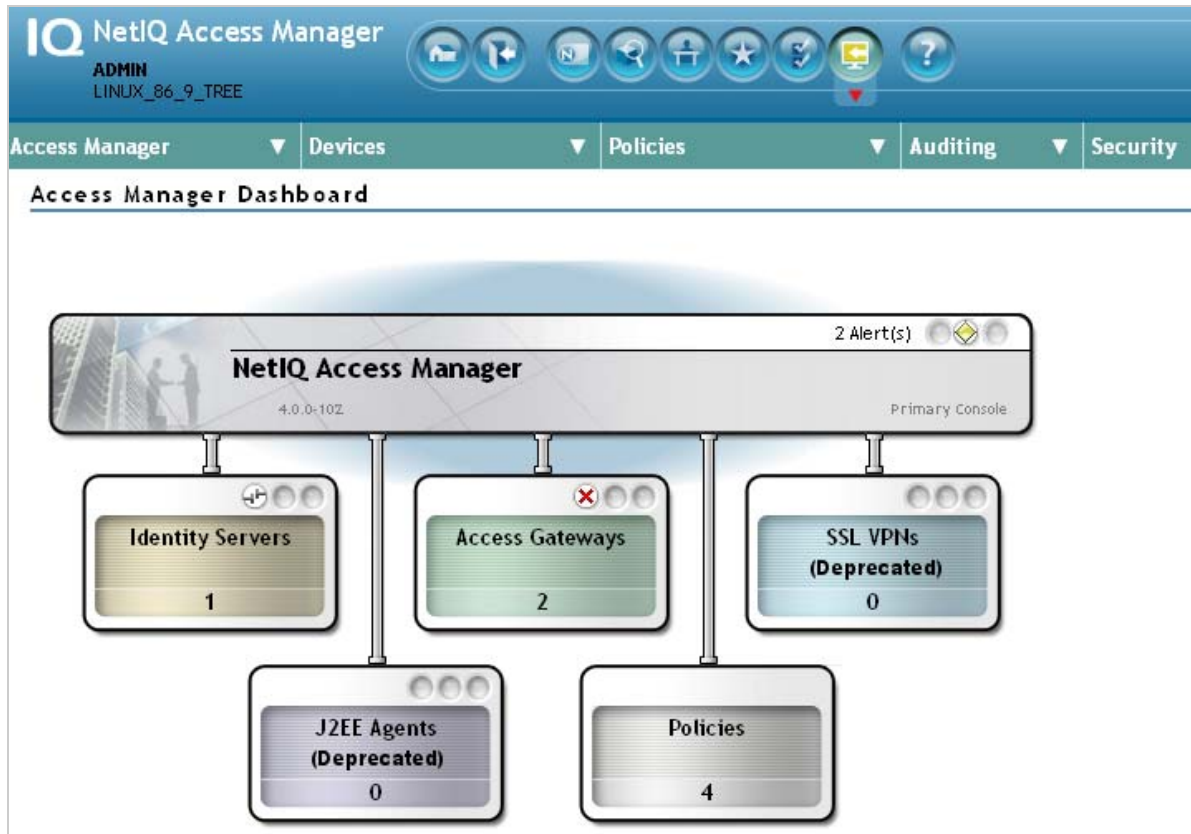 IQ NetIQ Access Manager
ADMIN
LINUX_86_9_TREE
N
?
Access Manager
Devices
Policies
Auditing
Security
Access Manager Dashboard
2 Alert(s)
NetIQ Access Manager
4.0.0-102
Primary Console
Identity Servers
1
Access Gateways
2
SSL VPNs
(Deprecated)
0
J2EE Agents
(Deprecated)
0
Policies
4